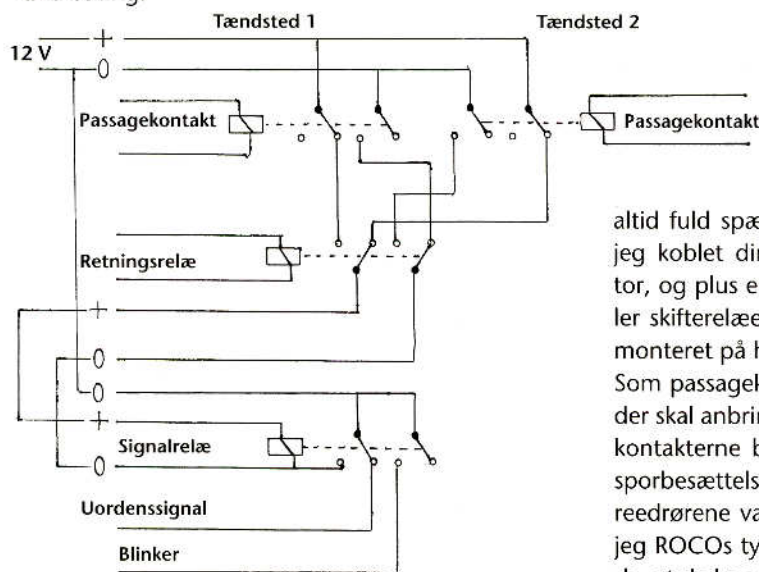 Tændsted 1
Tændsted 2
12 V
+
0
Passagekontakt
Passagekontakt
Retningsrelæ
+
0
0
+
Signalrelæ
0
Uordenssignal
Blinker
altid fuld spæ
jeg koblet dir
tor, og plus e
ler skifterelæe
monteret på h
Som passagek
der skal anbrin
kontakterne b
sporbesættels
reedrørene va
jeg ROCOs ty